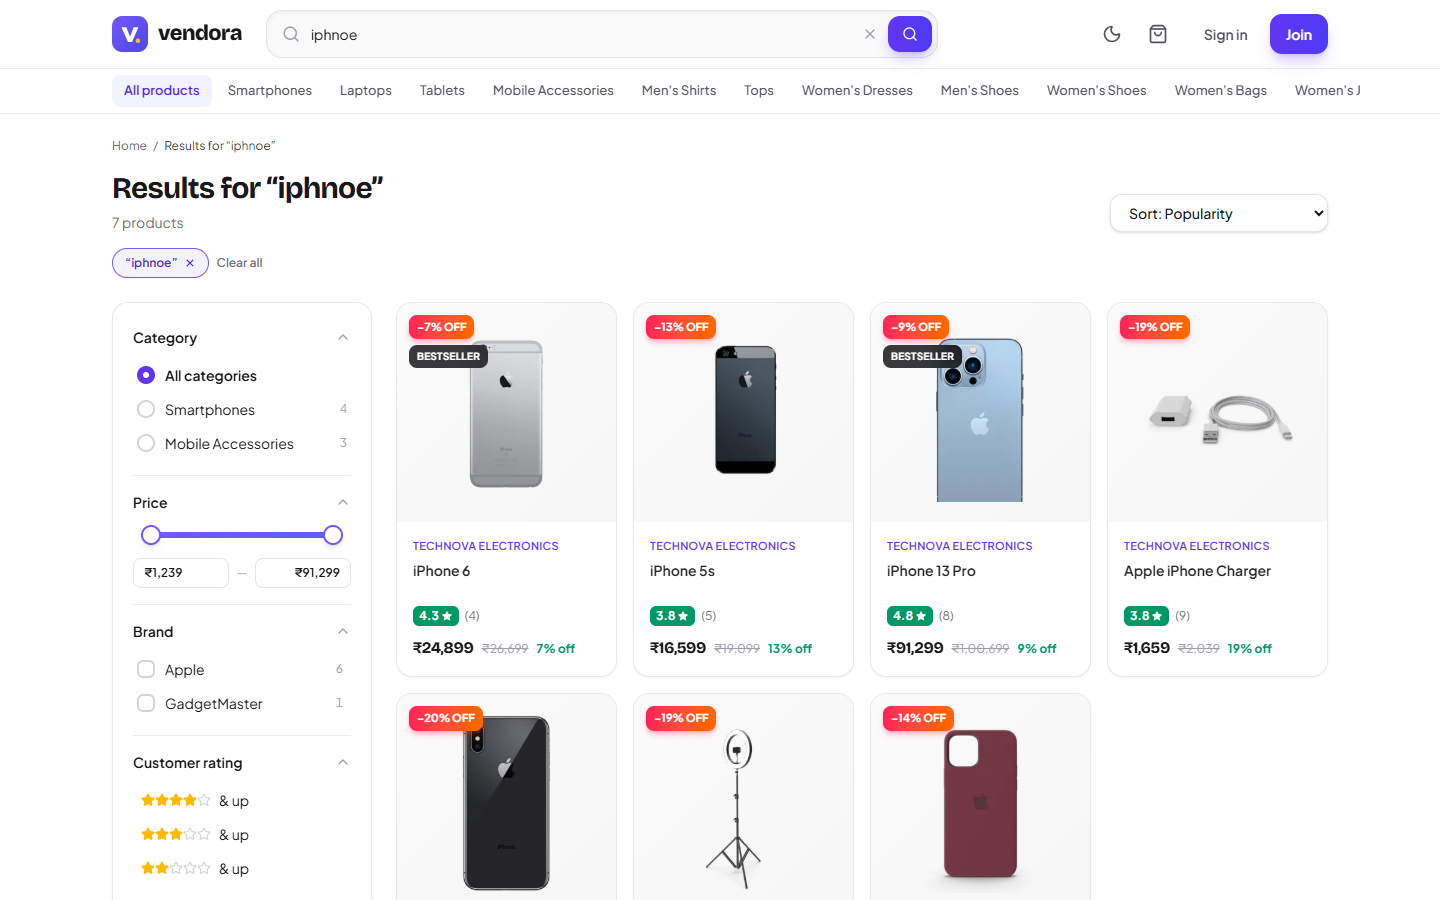 V. vendora
iphnoe
Sign in
Join
All products Smartphones Laptops Tablets Mobile Accessories Men's Shirts Tops Women's Dresses Men's Shoes Women's Shoes Women's Bags Women's J
Home / Results for “iphnoe”
Results for “iphnoe”
7 products
Sort: Popularity
“iphnoe” ✕ Clear all
Category
All categories
Smartphones 4
Mobile Accessories 3
Price
₹1,239 — ₹91,299
Brand
Apple 6
GadgetMaster 1
Customer rating
& up
& up
& up
-7% OFF
BESTSELLER
TECHNOVA ELECTRONICS
iPhone 6
4.3 ★ (4)
₹24,899 ₹26,699 7% off
-13% OFF
TECHNOVA ELECTRONICS
iPhone 5s
3.8 ★ (5)
₹16,599 ₹19,099 13% off
-9% OFF
BESTSELLER
TECHNOVA ELECTRONICS
iPhone 13 Pro
4.8 ★ (8)
₹91,299 ₹1,00,699 9% off
-19% OFF
TECHNOVA ELECTRONICS
Apple iPhone Charger
3.8 ★ (9)
₹1,659 ₹2,039 19% off
-20% OFF
-19% OFF
-14% OFF